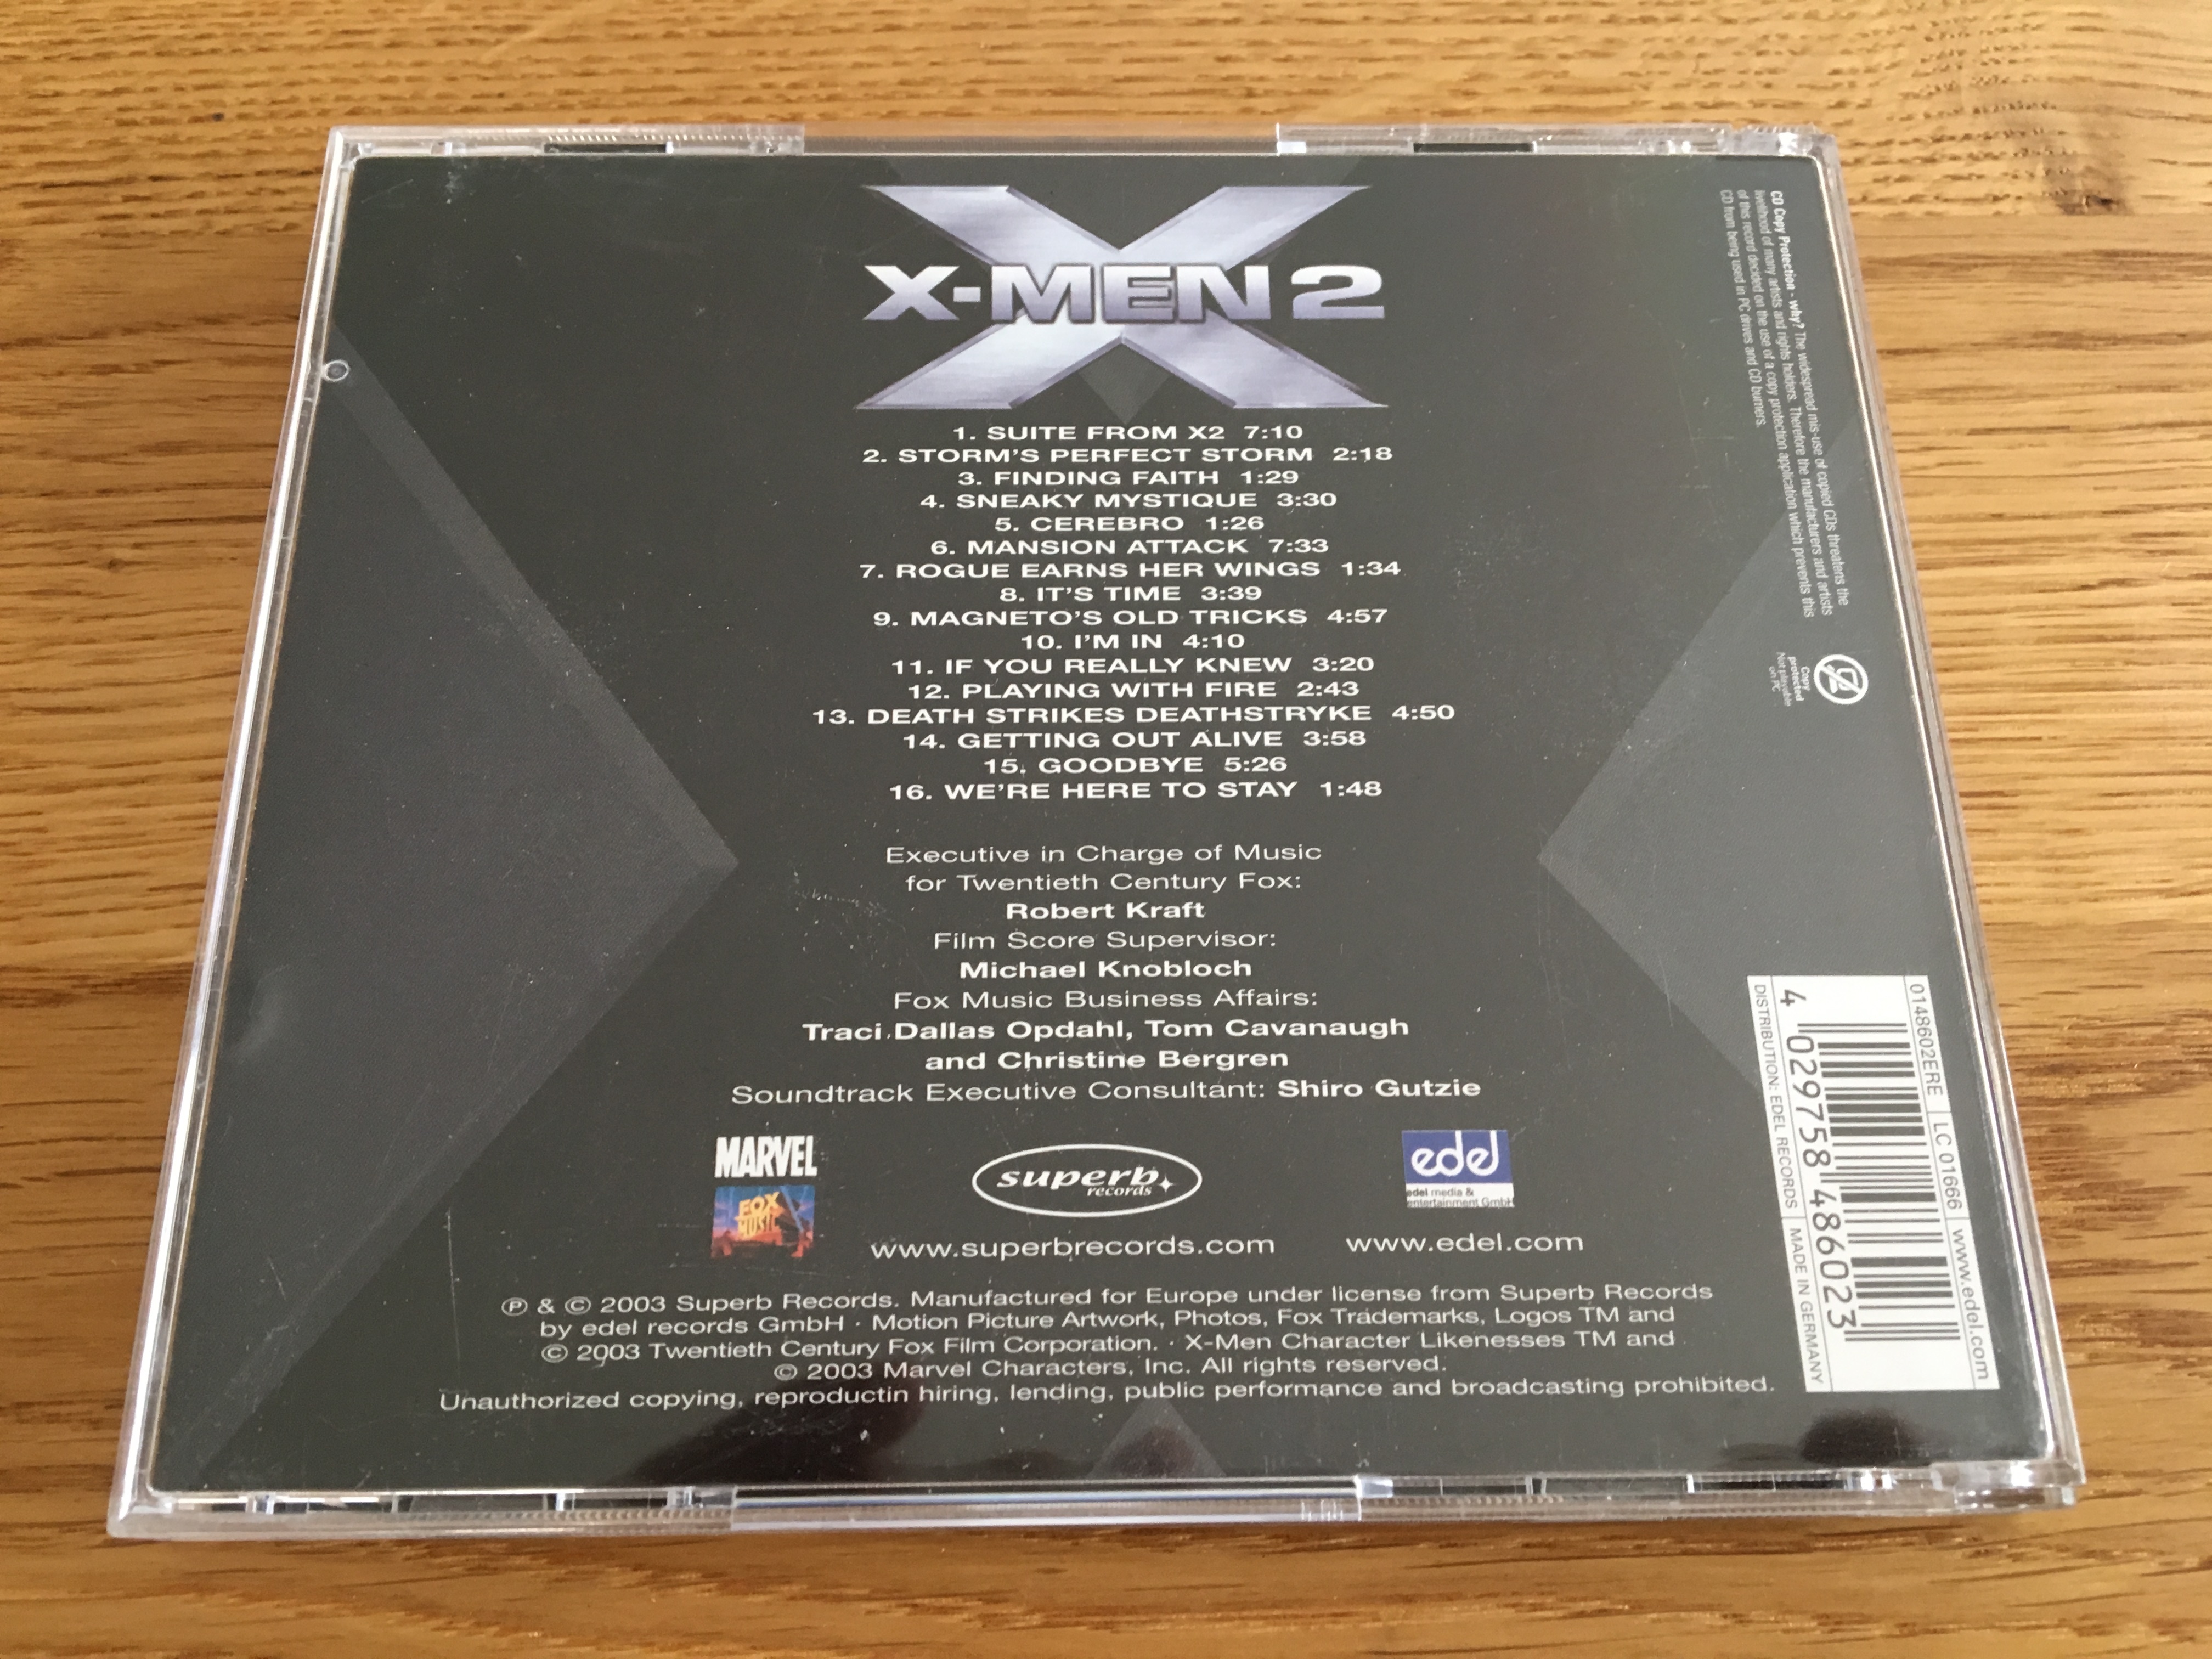 X-MEN 2
1. SUITE FROM X2 7:10
2. STORM'S PERFECT STORM 2:18
3. FINDING FAITH 1:29
4. SNEAKY MYSTIQUE 3:30
5. CEREBRO 1:26
6. MANSION ATTACK 7:33
7. ROGUE EARNS HER WINGS 1:34
8. IT'S TIME 3:39
9. MAGNETO'S OLD TRICKS 4:57
10. I'M IN 4:10
11. IF YOU REALLY KNEW 3:20
12. PLAYING WITH FIRE 2:43
13. DEATH STRIKES DEATHSTRYKE 4:50
14. GETTING OUT ALIVE 3:58
15. GOODBYE 5:26
16. WE'RE HERE TO STAY 1:48
Executive in Charge of Music
for Twentieth Century Fox:
Robert Kraft
Film Score Supervisor:
Michael Knobloch
Fox Music Business Affairs:
Traci Dallas Opdahl, Tom Cavanaugh
and Christine Bergren
Soundtrack Executive Consultant: Shiro Gutzie
MARVEL
FOX
MUSIC
superb
records
www.superbrecords.com
edel
edel media &
entertainment GmbH
www.edel.com
Ⓟ & © 2003 Superb Records. Manufactured for Europe under license from Superb Records
by edel records GmbH · Motion Picture Artwork, Photos, Fox Trademarks, Logos TM and
© 2003 Twentieth Century Fox Film Corporation. · X-Men Character Likenesses TM and
© 2003 Marvel Characters, Inc. All rights reserved.
Unauthorized copying, reproductin hiring, lending, public performance and broadcasting prohibited.
CD Copy Protection - why? The widespread mis-use of copied CDs threatens the
livelihood of many artists and rights holders. Therefore the manufacturers and artists
of this record decided on the use of a copy protection application which prevents this
CD from being used in PC drives and CD burners.
Copy
protected
Not playable
on PC
0148602ERE LC 01666 www.edel.com
4 029758 486023
DISTRIBUTION: EDEL RECORDS MADE IN GERMANY